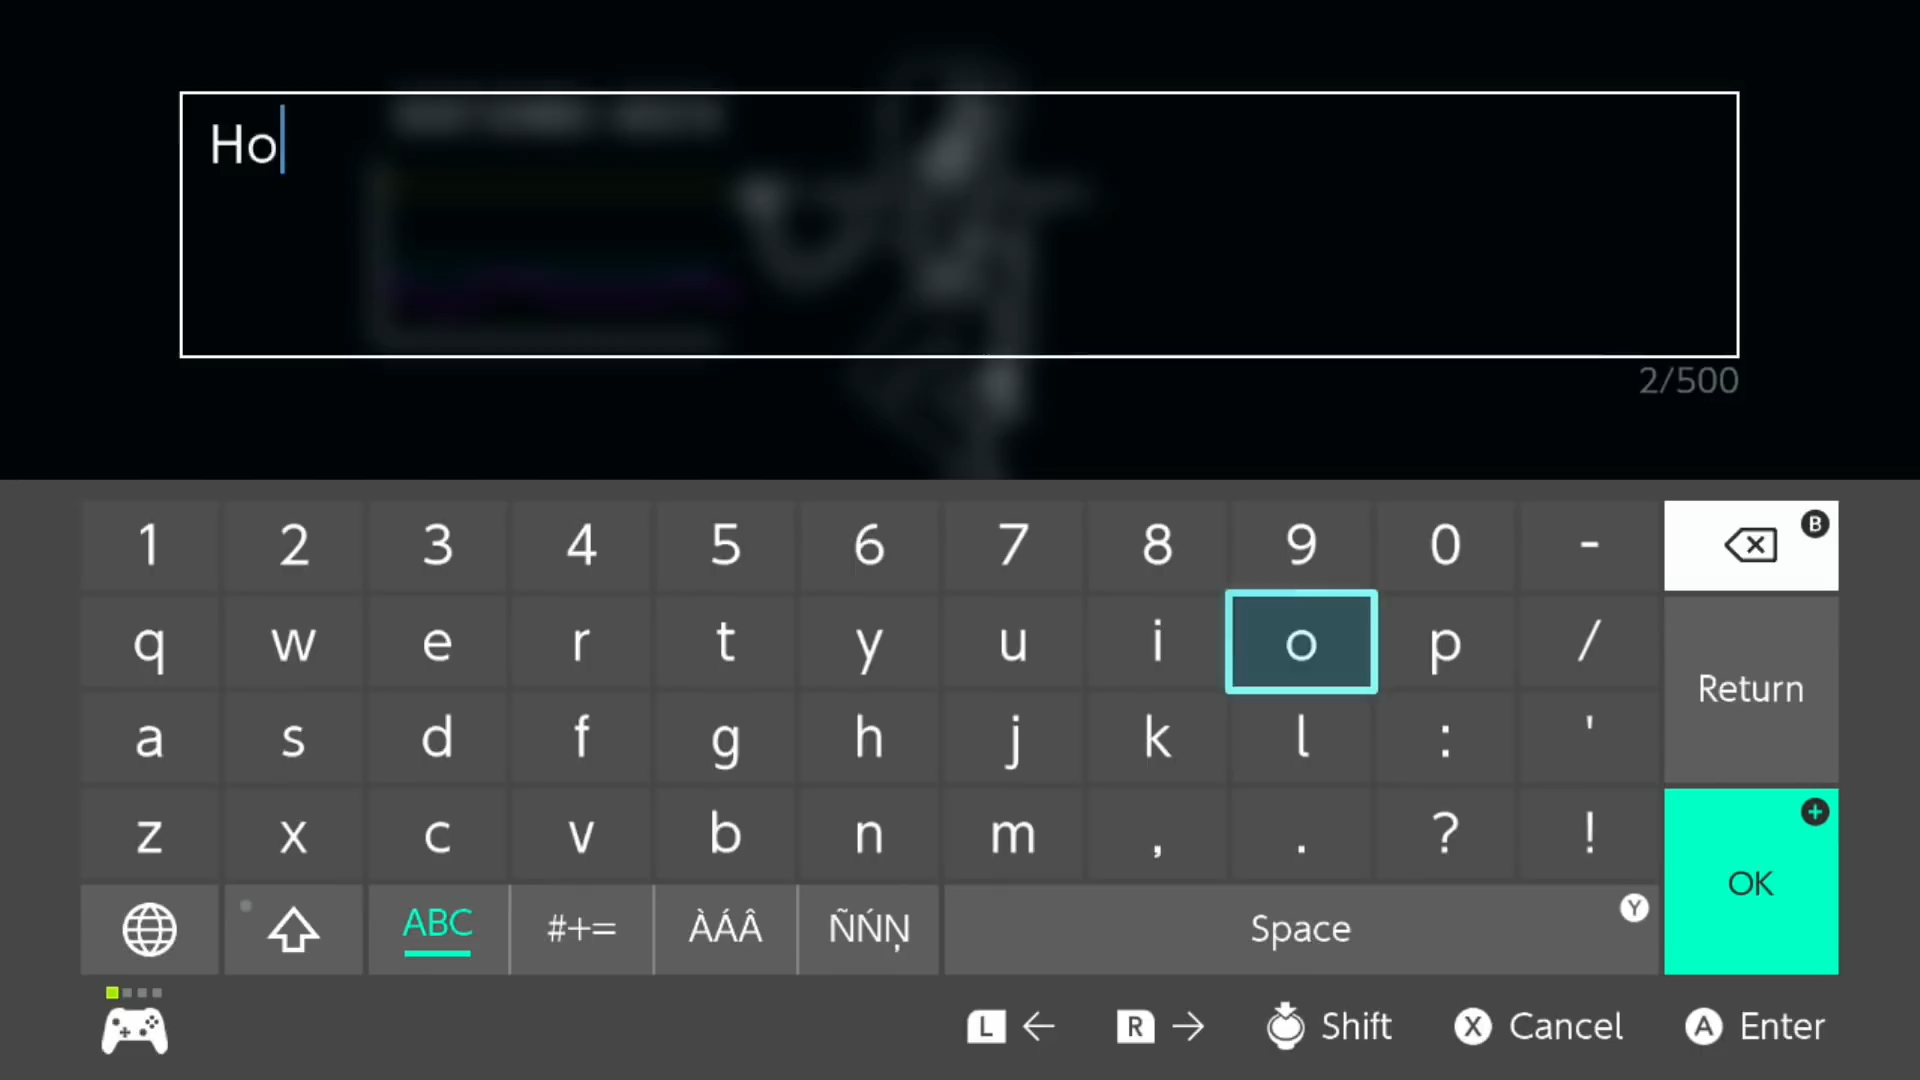 Ho
2/500
1 2 3 4 5 6 7 8 9 0 - B
q w e r t y u i o p /
Return
a s d f g h j k l : '
z x c v b n m , . ? ! +
OK
ABC #+= ÀÁÂ ÑŃŅ Space Y
L ← R → Shift X Cancel A Enter